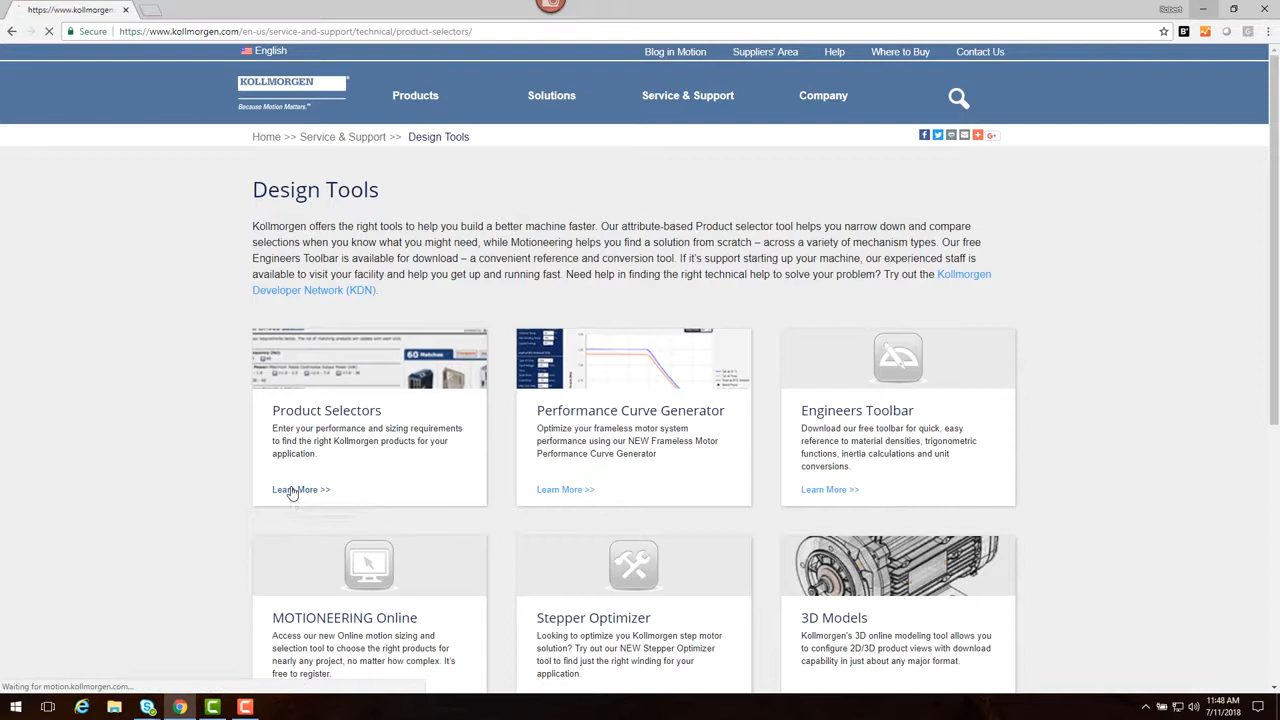 https://www.kollmorgen
Robert
Secure
https://www.kollmorgen.com/en-us/service-and-support/technical/product-selectors/
English
Blog in Motion
Suppliers' Area
Help
Where to Buy
Contact Us
KOLLMORGEN
Because Motion Matters.™
Products
Solutions
Service & Support
Company
Home >> Service & Support >> Design Tools
Design Tools
Kollmorgen offers the right tools to help you build a better machine faster. Our attribute-based Product selector tool helps you narrow down and compare
selections when you know what you might need, while Motioneering helps you find a solution from scratch – across a variety of mechanism types. Our free
Engineers Toolbar is available for download – a convenient reference and conversion tool. If it's support starting up your machine, our experienced staff is
available to visit your facility and help you get up and running fast. Need help in finding the right technical help to solve your problem? Try out the Kollmorgen
Developer Network (KDN).
60 Matches
Product Selectors
Enter your performance and sizing requirements
to find the right Kollmorgen products for your
application.
Learn More >>
Performance Curve Generator
Optimize your frameless motor system
performance using our NEW Frameless Motor
Performance Curve Generator
Learn More >>
Engineers Toolbar
Download our free toolbar for quick, easy
reference to material densities, trigonometric
functions, inertia calculations and unit
conversions.
Learn More >>
MOTIONEERING Online
Access our new Online motion sizing and
selection tool to choose the right products for
nearly any project, no matter how complex. It's
free to register.
Stepper Optimizer
Looking to optimize you Kollmorgen step motor
solution? Try out our NEW Stepper Optimizer
tool to find just the right winding for your
application.
3D Models
Kollmorgen's 3D online modeling tool allows you
to configure 2D/3D product views with download
capability in just about any major format.
Waiting for motion.kollmorgen.com...
11:48 AM
7/11/2018